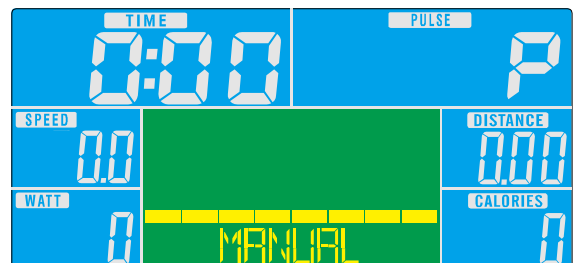 TIME
0:00
PULSE
P
SPEED
0.0
DISTANCE
0.00
WATT
0
MANUAL
CALORIES
0